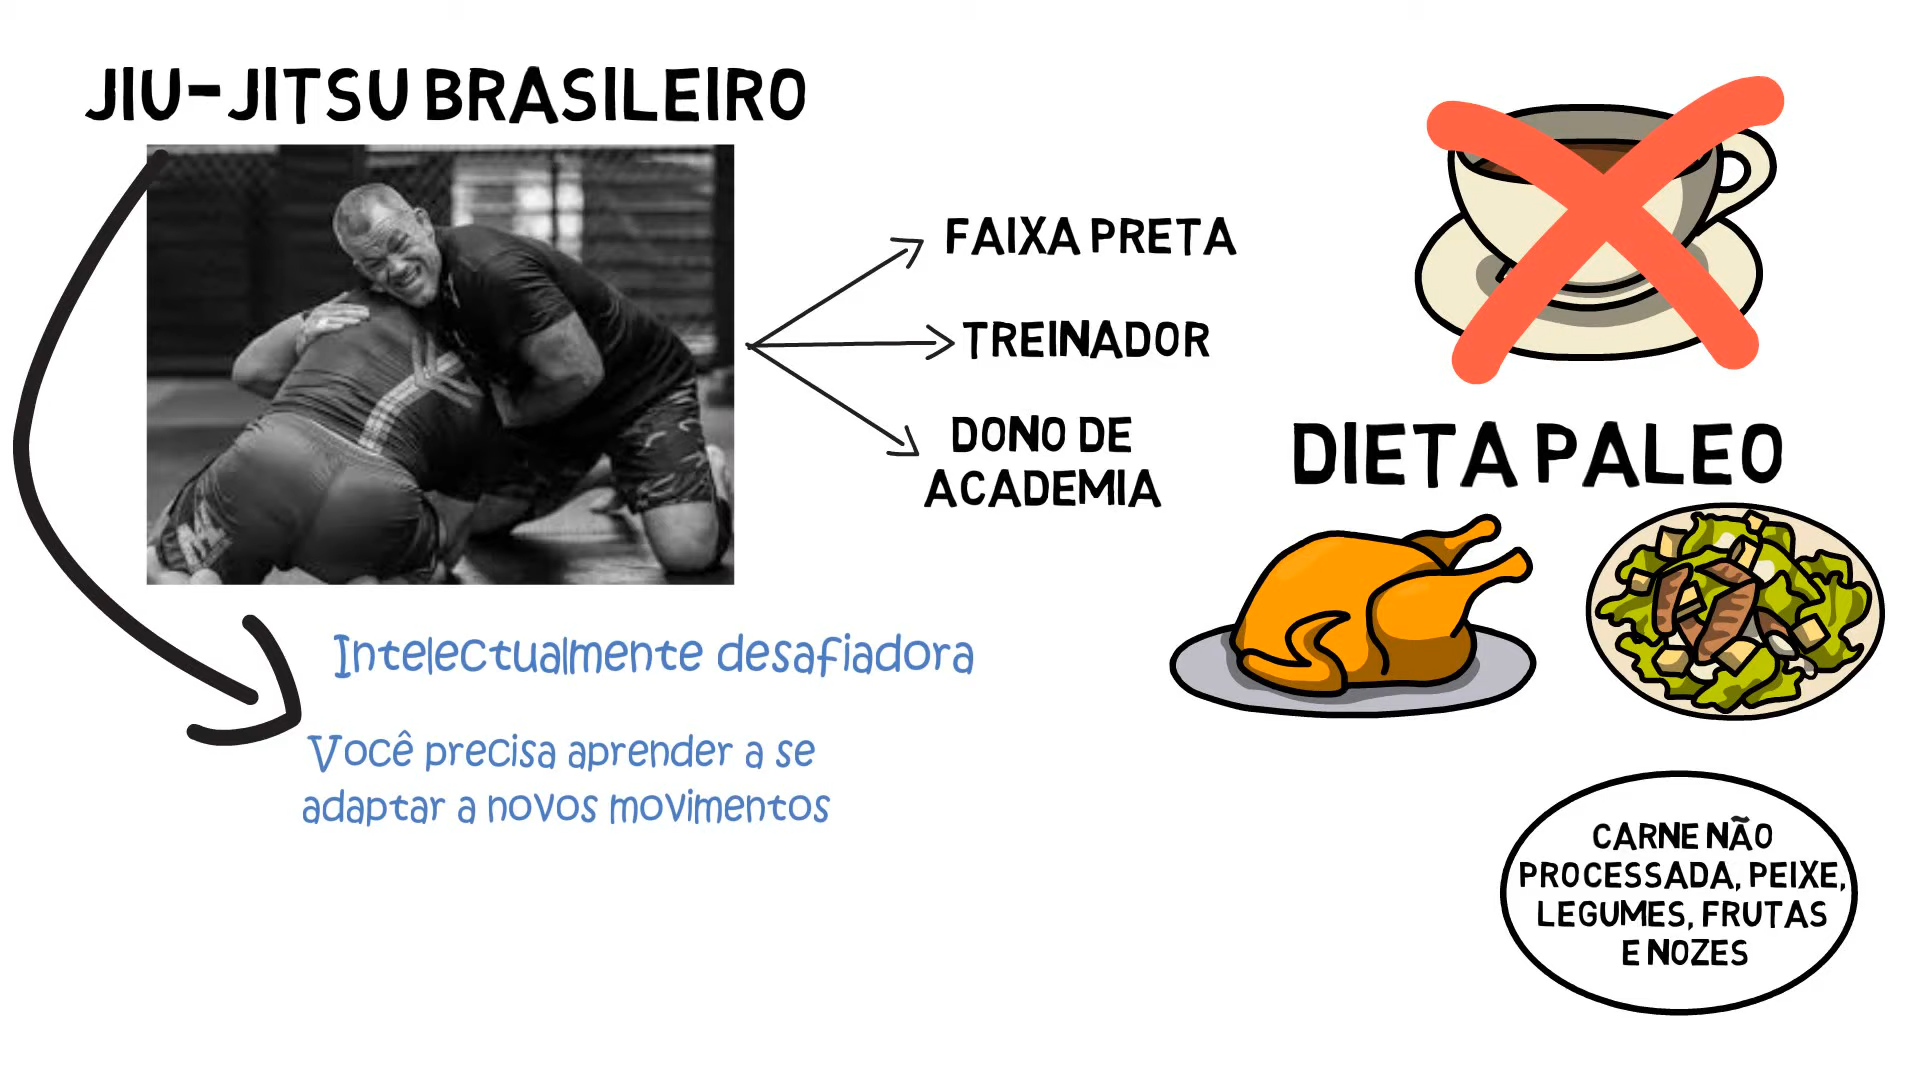 JIU-JITSU BRASILEIRO
FAIXA PRETA
TREINADOR
DONO DE
ACADEMIA
Intelectualmente desafiadora
Você precisa aprender a se
adaptar a novos movimentos
DIETA PALEO
CARNE NÃO
PROCESSADA, PEIXE,
LEGUMES, FRUTAS
E NOZES